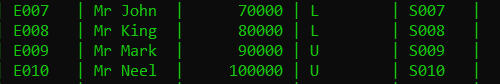 E007 | Mr John | 70000 | L | S007 |
E008 | Mr King | 80000 | L | S008 |
E009 | Mr Mark | 90000 | U | S009 |
E010 | Mr Neel | 100000 | U | S010 |